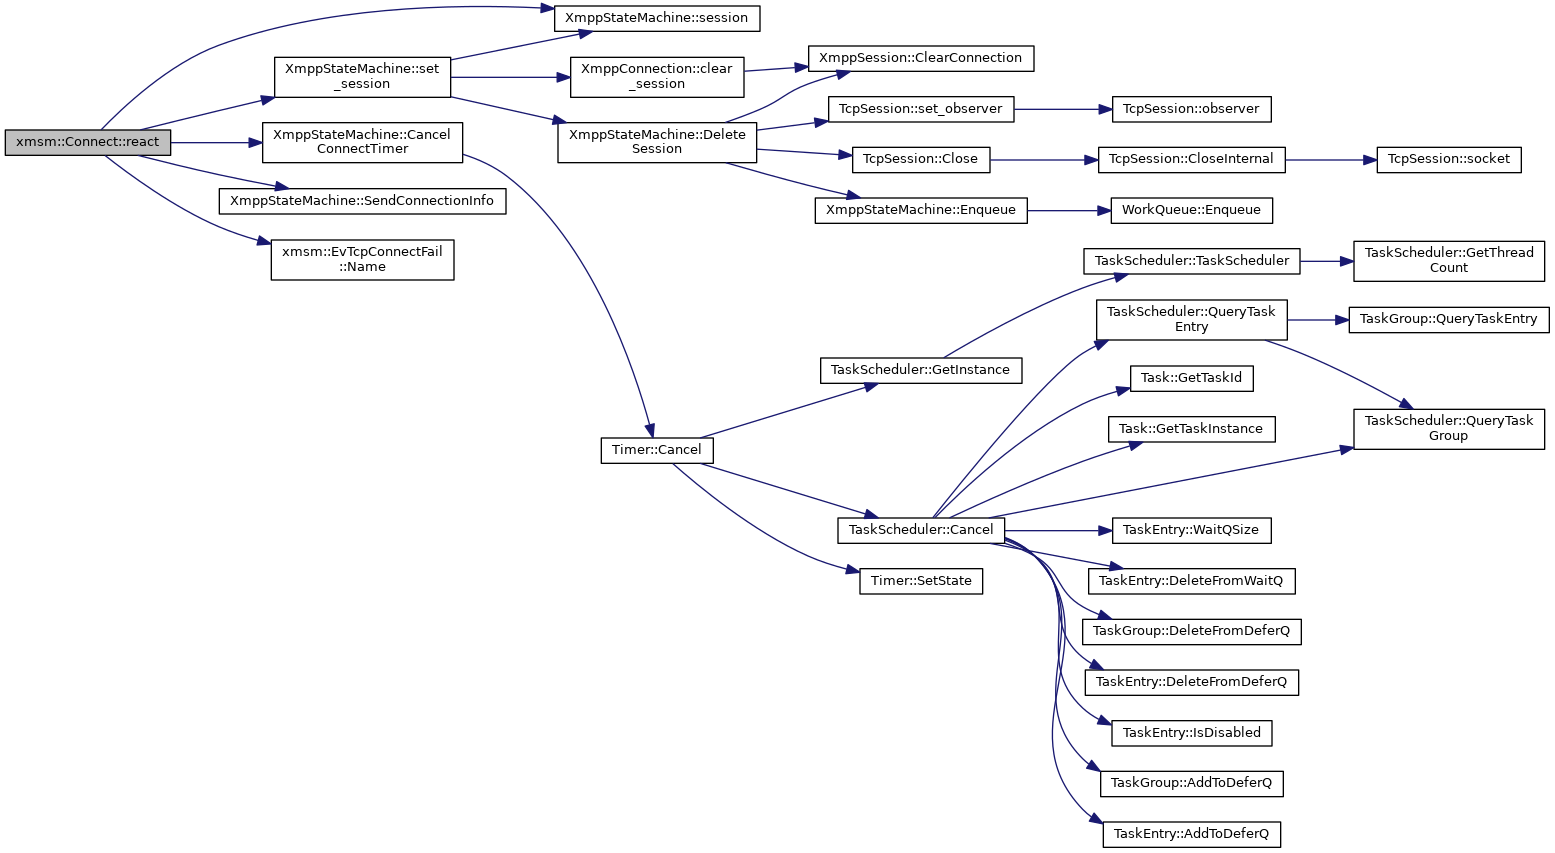 XmppStateMachine::session
XmppStateMachine::set
_session
XmppConnection::clear
_session
XmppSession::ClearConnection
xmsm::Connect::react
XmppStateMachine::Cancel
ConnectTimer
XmppStateMachine::Delete
Session
TcpSession::set_observer
TcpSession::observer
TcpSession::Close
TcpSession::CloseInternal
TcpSession::socket
XmppStateMachine::SendConnectionInfo
XmppStateMachine::Enqueue
WorkQueue::Enqueue
xmsm::EvTcpConnectFail
::Name
TaskScheduler::TaskScheduler
TaskScheduler::GetThread
Count
TaskScheduler::QueryTask
Entry
TaskGroup::QueryTaskEntry
TaskScheduler::GetInstance
Task::GetTaskId
Task::GetTaskInstance
TaskScheduler::QueryTask
Group
Timer::Cancel
TaskScheduler::Cancel
TaskEntry::WaitQSize
Timer::SetState
TaskEntry::DeleteFromWaitQ
TaskGroup::DeleteFromDeferQ
TaskEntry::DeleteFromDeferQ
TaskEntry::IsDisabled
TaskGroup::AddToDeferQ
TaskEntry::AddToDeferQ